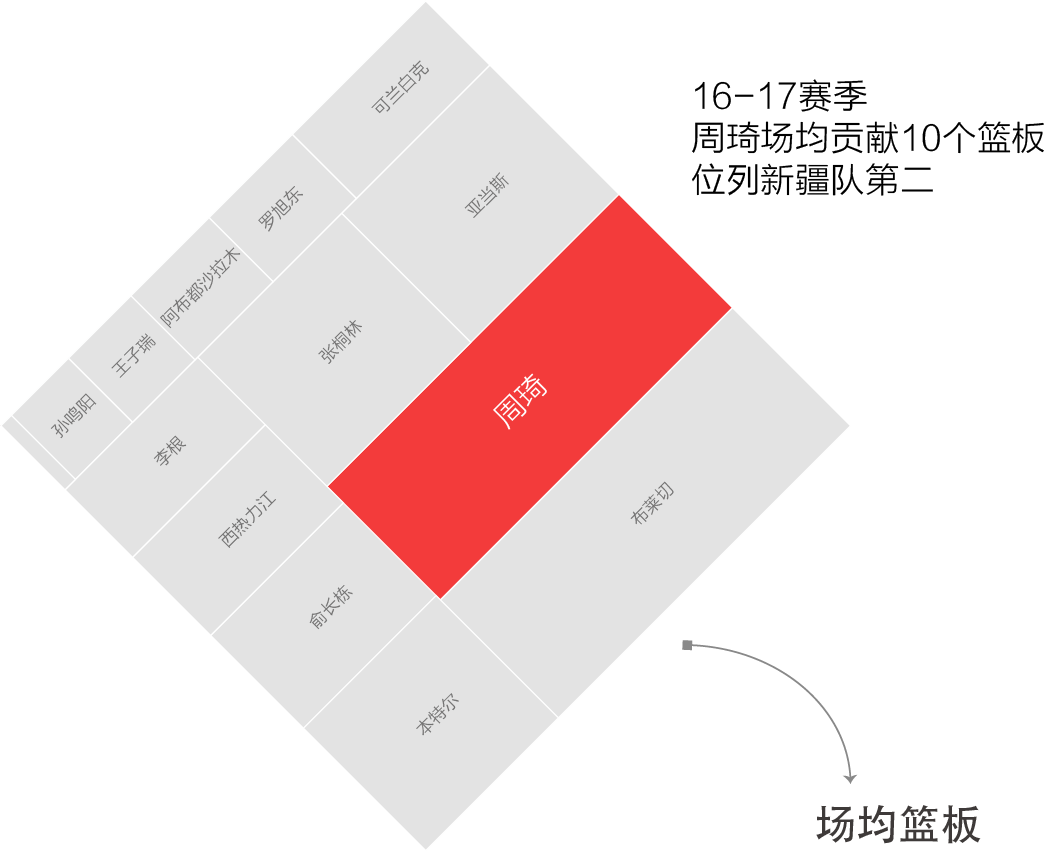 16-17赛季
周琦场均贡献10个篮板
位列新疆队第二
可兰白克
罗旭东
亚当斯
阿布都沙拉木
王子瑞
张桐林
孙鸣阳
李根
周琦
西热力江
布莱切
俞长栋
本特尔
场均篮板